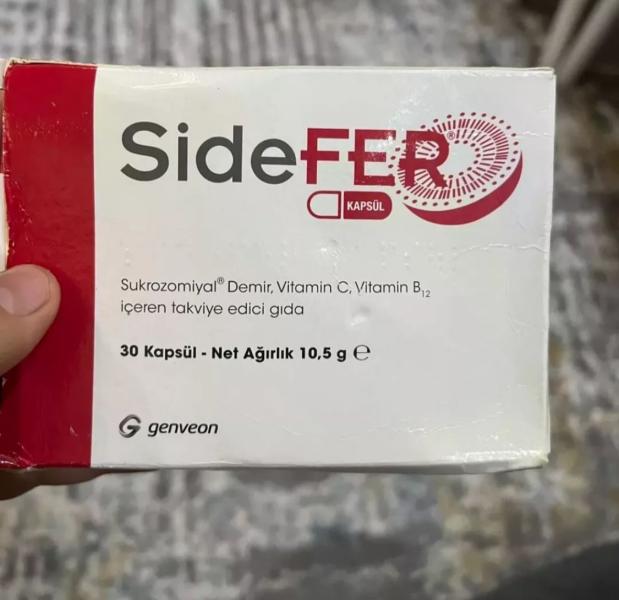 SideFER®
KAPSÜL
Sukrozomiyal® Demir, Vitamin C, Vitamin B₁₂
içeren takviye edici gıda
30 Kapsül - Net Ağırlık 10,5 g ℮
genveon